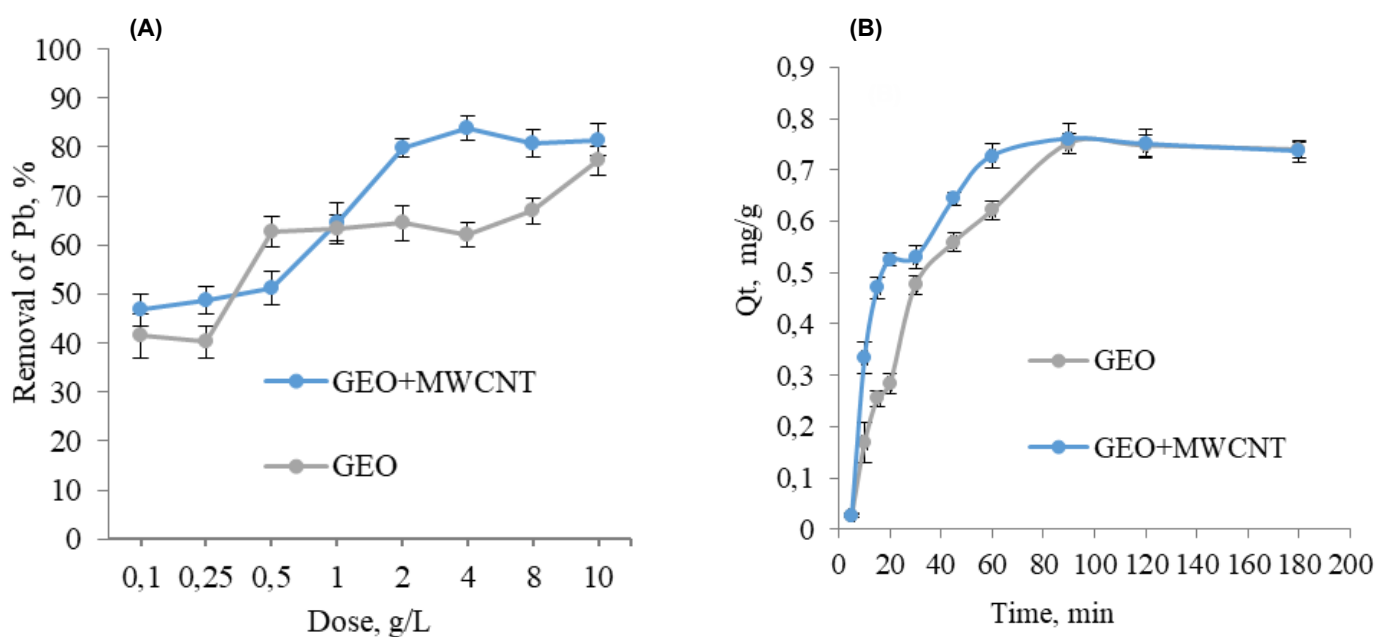 (A)
Removal of Pb, %
100
90
80
70
60
50
40
30
20
10
0
0,1 0,25 0,5 1 2 4 8 10
Dose, g/L
GEO+MWCNT
GEO
(B)
Qt, mg/g
0,9
0,8
0,7
0,6
0,5
0,4
0,3
0,2
0,1
0
0 20 40 60 80 100 120 140 160 180 200
Time, min
GEO
GEO+MWCNT